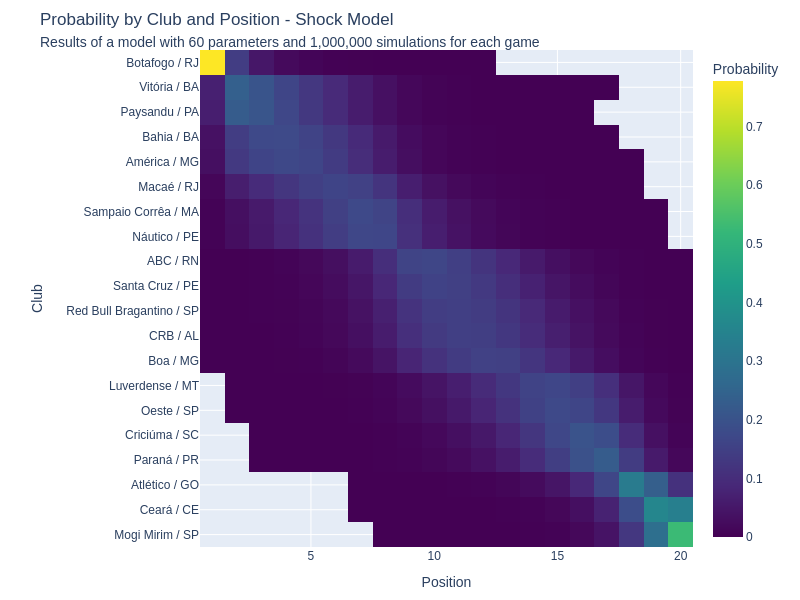 Probability by Club and Position - Shock Model
Results of a model with 60 parameters and 1,000,000 simulations for each game
Probability
Botafogo / RJ
Vitória / BA
Paysandu / PA
Bahia / BA
América / MG
Macaé / RJ
Sampaio Corrêa / MA
Náutico / PE
ABC / RN
Santa Cruz / PE
Red Bull Bragantino / SP
CRB / AL
Boa / MG
Luverdense / MT
Oeste / SP
Criciúma / SC
Paraná / PR
Atlético / GO
Ceará / CE
Mogi Mirim / SP
Club
0.7
0.6
0.5
0.4
0.3
0.2
0.1
0
5
10
15
20
Position